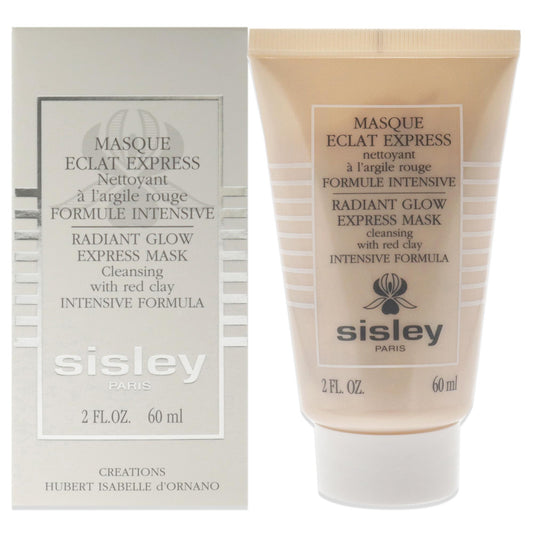 MASQUE
ECLAT EXPRESS
Nettoyant
à l'argile rouge
FORMULE INTENSIVE
RADIANT GLOW
EXPRESS MASK
Cleansing
with red clay
INTENSIVE FORMULA
sisley
PARIS
2 FL.OZ. 60 ml
CREATIONS
HUBERT ISABELLE d'ORNANO
MASQUE
ECLAT EXPRESS
nettoyant
à l'argile rouge
FORMULE INTENSIVE
RADIANT GLOW
EXPRESS MASK
cleansing
with red clay
INTENSIVE FORMULA
sisley
PARIS
2 FL. OZ. 60 ml